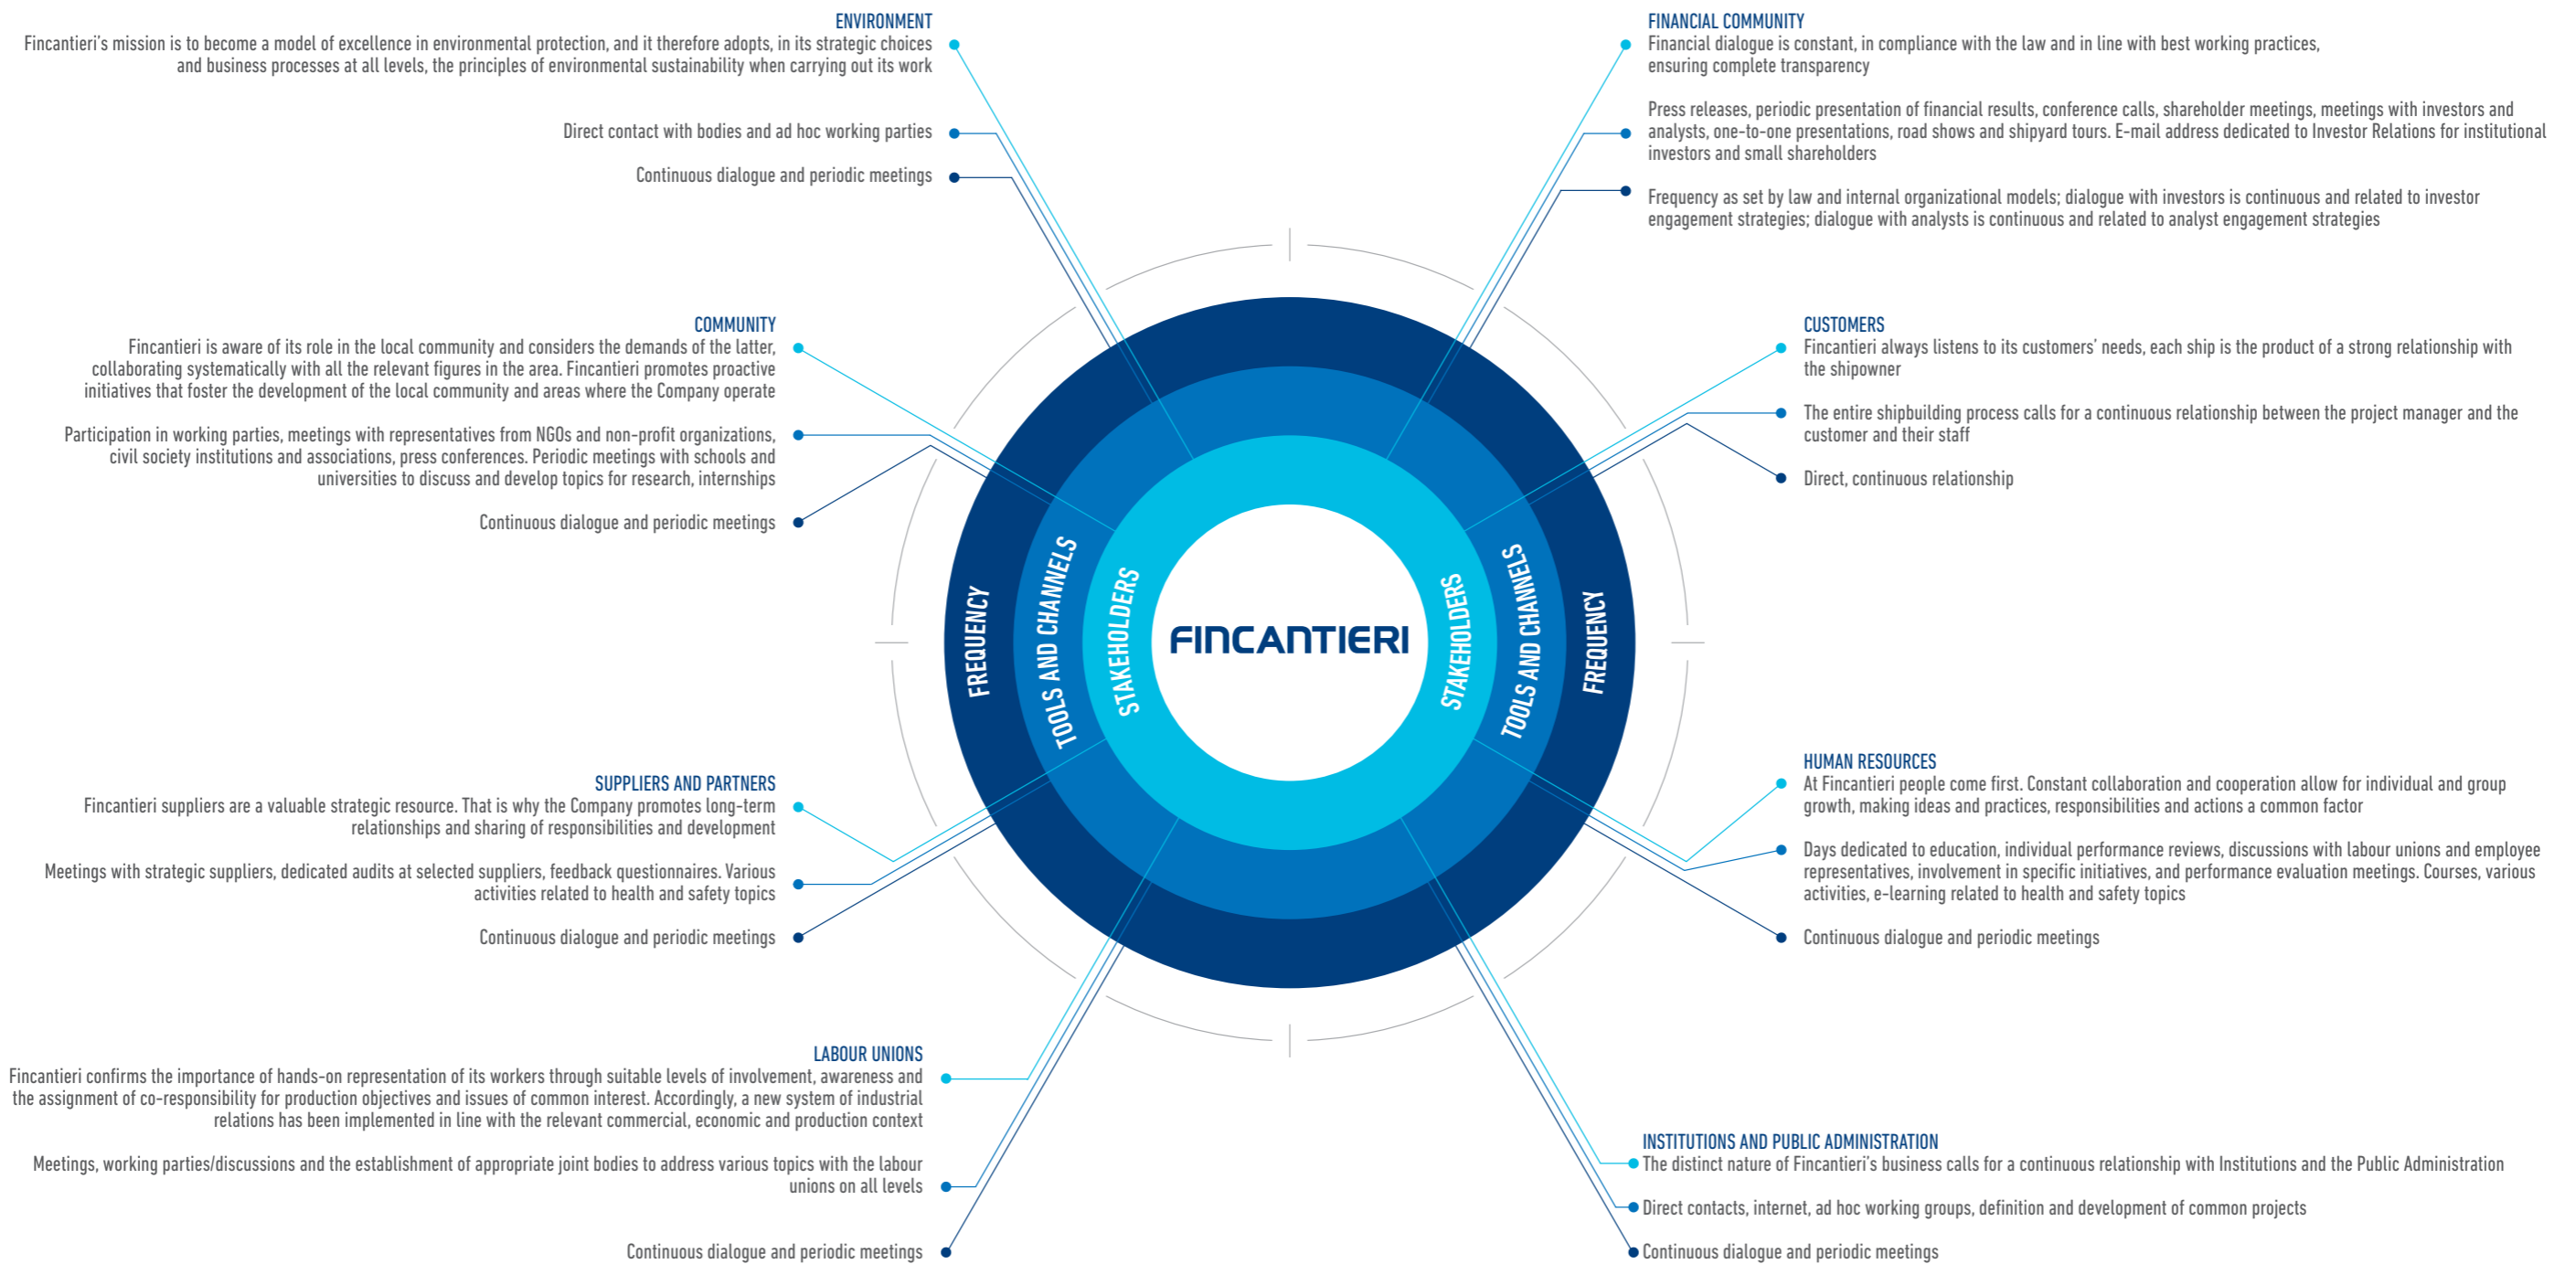 ENVIRONMENT
Fincantieri's mission is to become a model of excellence in environmental protection, and it therefore adopts, in its strategic choices
and business processes at all levels, the principles of environmental sustainability when carrying out its work
Direct contact with bodies and ad hoc working parties
Continuous dialogue and periodic meetings
FINANCIAL COMMUNITY
Financial dialogue is constant, in compliance with the law and in line with best working practices,
ensuring complete transparency
Press releases, periodic presentation of financial results, conference calls, shareholder meetings, meetings with investors and
analysts, one-to-one presentations, road shows and shipyard tours. E-mail address dedicated to Investor Relations for institutional
investors and small shareholders
Frequency as set by law and internal organizational models; dialogue with investors is continuous and related to investor
engagement strategies; dialogue with analysts is continuous and related to analyst engagement strategies
COMMUNITY
Fincantieri is aware of its role in the local community and considers the demands of the latter,
collaborating systematically with all the relevant figures in the area. Fincantieri promotes proactive
initiatives that foster the development of the local community and areas where the Company operate
Participation in working parties, meetings with representatives from NGOs and non-profit organizations,
civil society institutions and associations, press conferences. Periodic meetings with schools and
universities to discuss and develop topics for research, internships
Continuous dialogue and periodic meetings
CUSTOMERS
Fincantieri always listens to its customers' needs, each ship is the product of a strong relationship with
the shipowner
The entire shipbuilding process calls for a continuous relationship between the project manager and the
customer and their staff
Direct, continuous relationship
FREQUENCY
TOOLS AND CHANNELS
STAKEHOLDERS
FINCANTIERI
STAKEHOLDERS
TOOLS AND CHANNELS
FREQUENCY
SUPPLIERS AND PARTNERS
Fincantieri suppliers are a valuable strategic resource. That is why the Company promotes long-term
relationships and sharing of responsibilities and development
Meetings with strategic suppliers, dedicated audits at selected suppliers, feedback questionnaires. Various
activities related to health and safety topics
Continuous dialogue and periodic meetings
HUMAN RESOURCES
At Fincantieri people come first. Constant collaboration and cooperation allow for individual and group
growth, making ideas and practices, responsibilities and actions a common factor
Days dedicated to education, individual performance reviews, discussions with labour unions and employee
representatives, involvement in specific initiatives, and performance evaluation meetings. Courses, various
activities, e-learning related to health and safety topics
Continuous dialogue and periodic meetings
LABOUR UNIONS
Fincantieri confirms the importance of hands-on representation of its workers through suitable levels of involvement, awareness and
the assignment of co-responsibility for production objectives and issues of common interest. Accordingly, a new system of industrial
relations has been implemented in line with the relevant commercial, economic and production context
Meetings, working parties/discussions and the establishment of appropriate joint bodies to address various topics with the labour
unions on all levels
Continuous dialogue and periodic meetings
INSTITUTIONS AND PUBLIC ADMINISTRATION
The distinct nature of Fincantieri's business calls for a continuous relationship with Institutions and the Public Administration
Direct contacts, internet, ad hoc working groups, definition and development of common projects
Continuous dialogue and periodic meetings